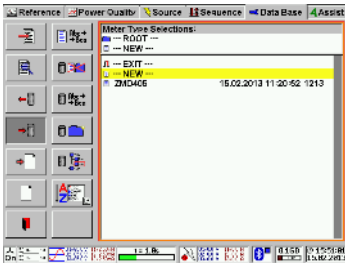 Reference Power Quality Source Sequence Data Base Assist
Meter Type Selections:
--- ROOT ---
--- NEW ---
--- EXIT ---
--- NEW ---
ZMD405 15.02.2013 11:20:52 1213